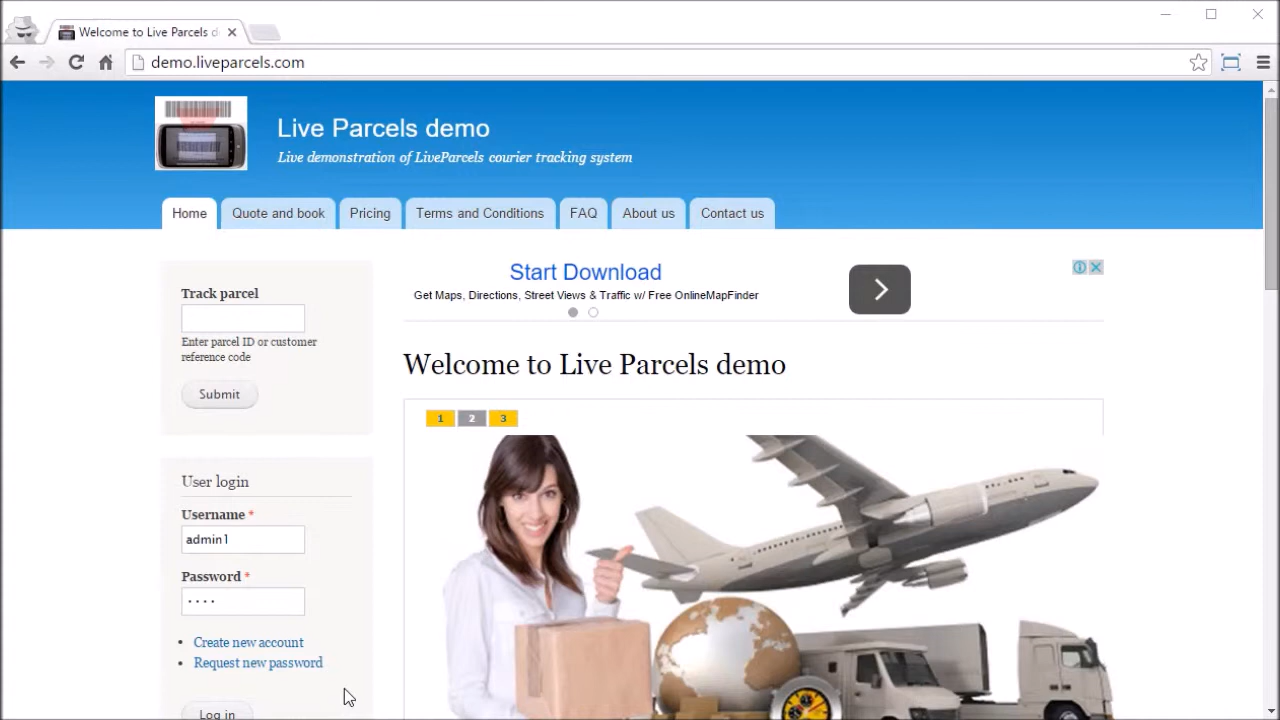 Welcome to Live Parcels d
demo.liveparcels.com
Live Parcels demo
Live demonstration of LiveParcels courier tracking system
Home
Quote and book
Pricing
Terms and Conditions
FAQ
About us
Contact us
Track parcel
Enter parcel ID or customer
reference code
Submit
User login
Username *
admin1
Password *
Create new account
Request new password
Log in
Start Download
Get Maps, Directions, Street Views & Traffic w/ Free OnlineMapFinder
Welcome to Live Parcels demo
1 2 3